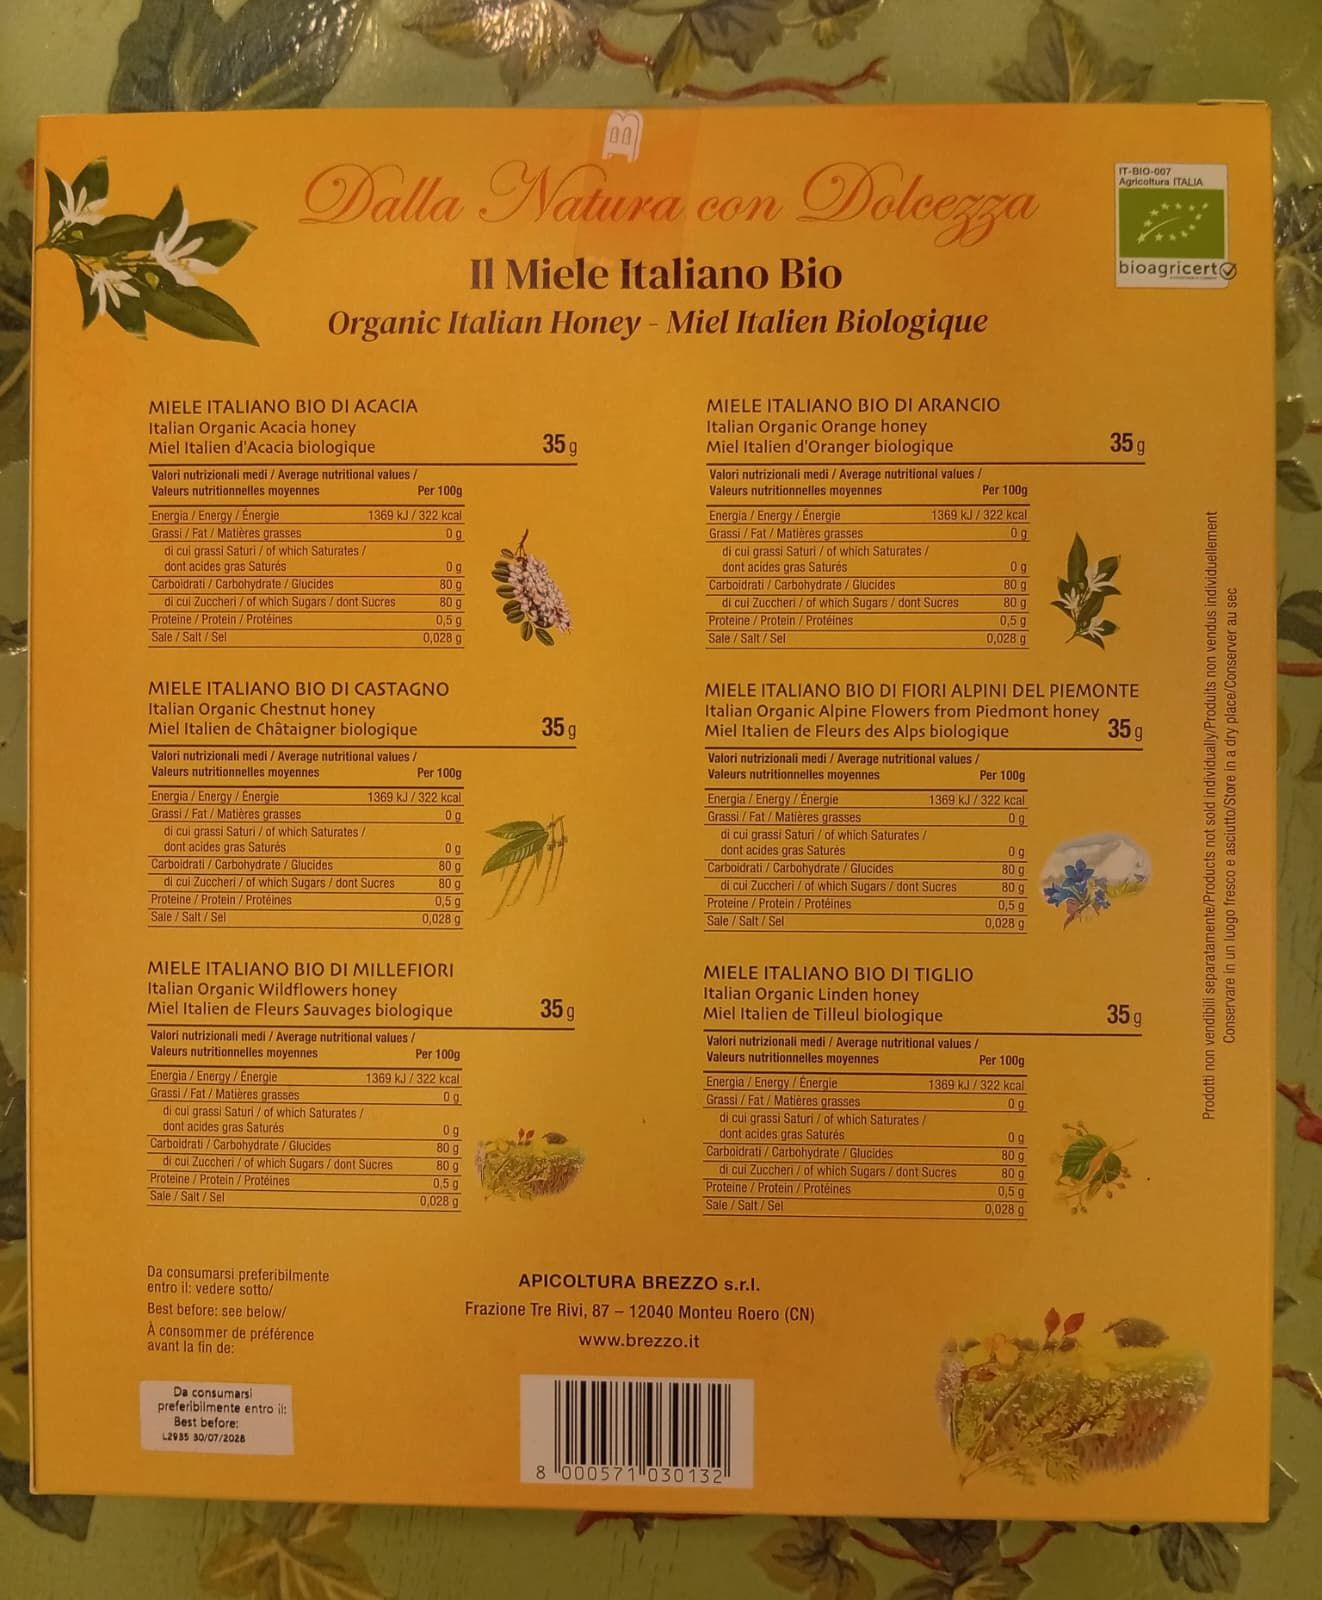 Dalla Natura con Dolcezza
Il Miele Italiano Bio
Organic Italian Honey - Miel Italien Biologique
IT-BIO-007
Agricoltura ITALIA
bioagricert
MIELE ITALIANO BIO DI ACACIA
Italian Organic Acacia honey
Miel Italien d'Acacia biologique
35 g
Valori nutrizionali medi / Average nutritional values /
Valeurs nutritionnelles moyennes Per 100g
Energia / Energy / Énergie 1369 kJ / 322 kcal
Grassi / Fat / Matières grasses 0 g
di cui grassi Saturi / of which Saturates /
dont acides gras Saturés 0 g
Carboidrati / Carbohydrate / Glucides 80 g
di cui Zuccheri / of which Sugars / dont Sucres 80 g
Proteine / Protein / Protéines 0,5 g
Sale / Salt / Sel 0,028 g
MIELE ITALIANO BIO DI ARANCIO
Italian Organic Orange honey
Miel Italien d'Oranger biologique
35 g
Valori nutrizionali medi / Average nutritional values /
Valeurs nutritionnelles moyennes Per 100g
Energia / Energy / Énergie 1369 kJ / 322 kcal
Grassi / Fat / Matières grasses 0 g
di cui grassi Saturi / of which Saturates /
dont acides gras Saturés 0 g
Carboidrati / Carbohydrate / Glucides 80 g
di cui Zuccheri / of which Sugars / dont Sucres 80 g
Proteine / Protein / Protéines 0,5 g
Sale / Salt / Sel 0,028 g
MIELE ITALIANO BIO DI CASTAGNO
Italian Organic Chestnut honey
Miel Italien de Châtaigner biologique
35 g
Valori nutrizionali medi / Average nutritional values /
Valeurs nutritionnelles moyennes Per 100g
Energia / Energy / Énergie 1369 kJ / 322 kcal
Grassi / Fat / Matières grasses 0 g
di cui grassi Saturi / of which Saturates /
dont acides gras Saturés 0 g
Carboidrati / Carbohydrate / Glucides 80 g
di cui Zuccheri / of which Sugars / dont Sucres 80 g
Proteine / Protein / Protéines 0,5 g
Sale / Salt / Sel 0,028 g
MIELE ITALIANO BIO DI FIORI ALPINI DEL PIEMONTE
Italian Organic Alpine Flowers from Piedmont honey
Miel Italien de Fleurs des Alps biologique
35 g
Valori nutrizionali medi / Average nutritional values /
Valeurs nutritionnelles moyennes Per 100g
Energia / Energy / Énergie 1369 kJ / 322 kcal
Grassi / Fat / Matières grasses 0 g
di cui grassi Saturi / of which Saturates /
dont acides gras Saturés 0 g
Carboidrati / Carbohydrate / Glucides 80 g
di cui Zuccheri / of which Sugars / dont Sucres 80 g
Proteine / Protein / Protéines 0,5 g
Sale / Salt / Sel 0,028 g
MIELE ITALIANO BIO DI MILLEFIORI
Italian Organic Wildflowers honey
Miel Italien de Fleurs Sauvages biologique
35 g
Valori nutrizionali medi / Average nutritional values /
Valeurs nutritionnelles moyennes Per 100g
Energia / Energy / Énergie 1369 kJ / 322 kcal
Grassi / Fat / Matières grasses 0 g
di cui grassi Saturi / of which Saturates /
dont acides gras Saturés 0 g
Carboidrati / Carbohydrate / Glucides 80 g
di cui Zuccheri / of which Sugars / dont Sucres 80 g
Proteine / Protein / Protéines 0,5 g
Sale / Salt / Sel 0,028 g
MIELE ITALIANO BIO DI TIGLIO
Italian Organic Linden honey
Miel Italien de Tilleul biologique
35 g
Valori nutrizionali medi / Average nutritional values /
Valeurs nutritionnelles moyennes Per 100g
Energia / Energy / Énergie 1369 kJ / 322 kcal
Grassi / Fat / Matières grasses 0 g
di cui grassi Saturi / of which Saturates /
dont acides gras Saturés 0 g
Carboidrati / Carbohydrate / Glucides 80 g
di cui Zuccheri / of which Sugars / dont Sucres 80 g
Proteine / Protein / Protéines 0,5 g
Sale / Salt / Sel 0,028 g
Prodotti non vendibili separatamente/Products not sold individually/Produits non vendus individuellement
Conservare in un luogo fresco e asciutto/Store in a dry place/Conserver au sec
Da consumarsi preferibilmente
entro il: vedere sotto/
Best before: see below/
À consommer de préférence
avant la fin de:
Da consumarsi
preferibilmente entro il:
Best before:
L2985 30/07/2028
APICOLTURA BREZZO s.r.l.
Frazione Tre Rivi, 87 – 12040 Monteu Roero (CN)
www.brezzo.it
8 000571 030132